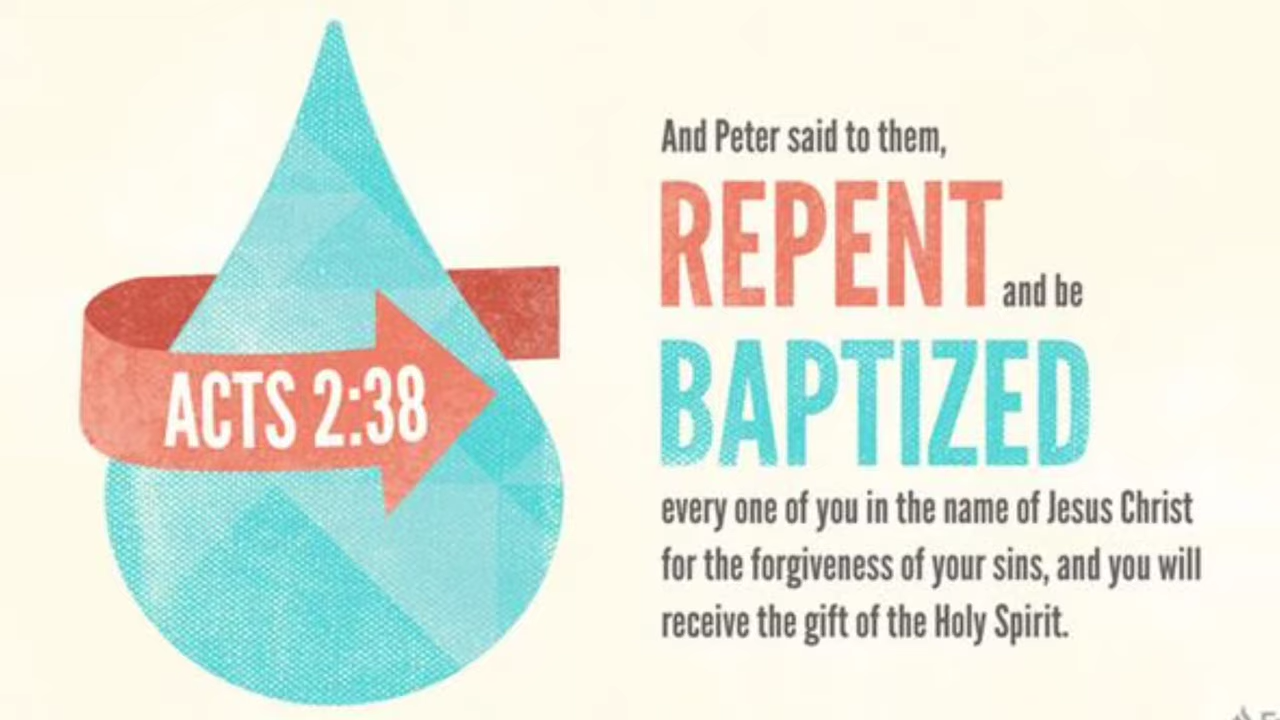 ACTS 2:38
And Peter said to them,
REPENT and be
BAPTIZED
every one of you in the name of Jesus Christ
for the forgiveness of your sins, and you will
receive the gift of the Holy Spirit.